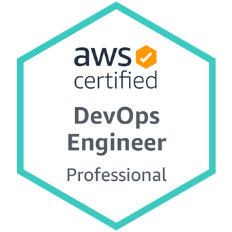 aws
certified
DevOps
Engineer
Professional